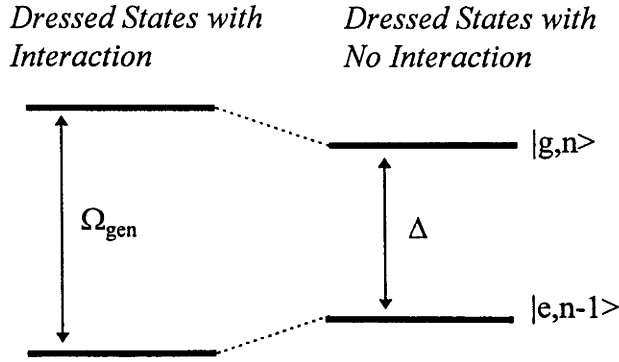 Dressed States with
Interaction
Dressed States with
No Interaction
|g,n>
Ω_gen
Δ
|e,n-1>